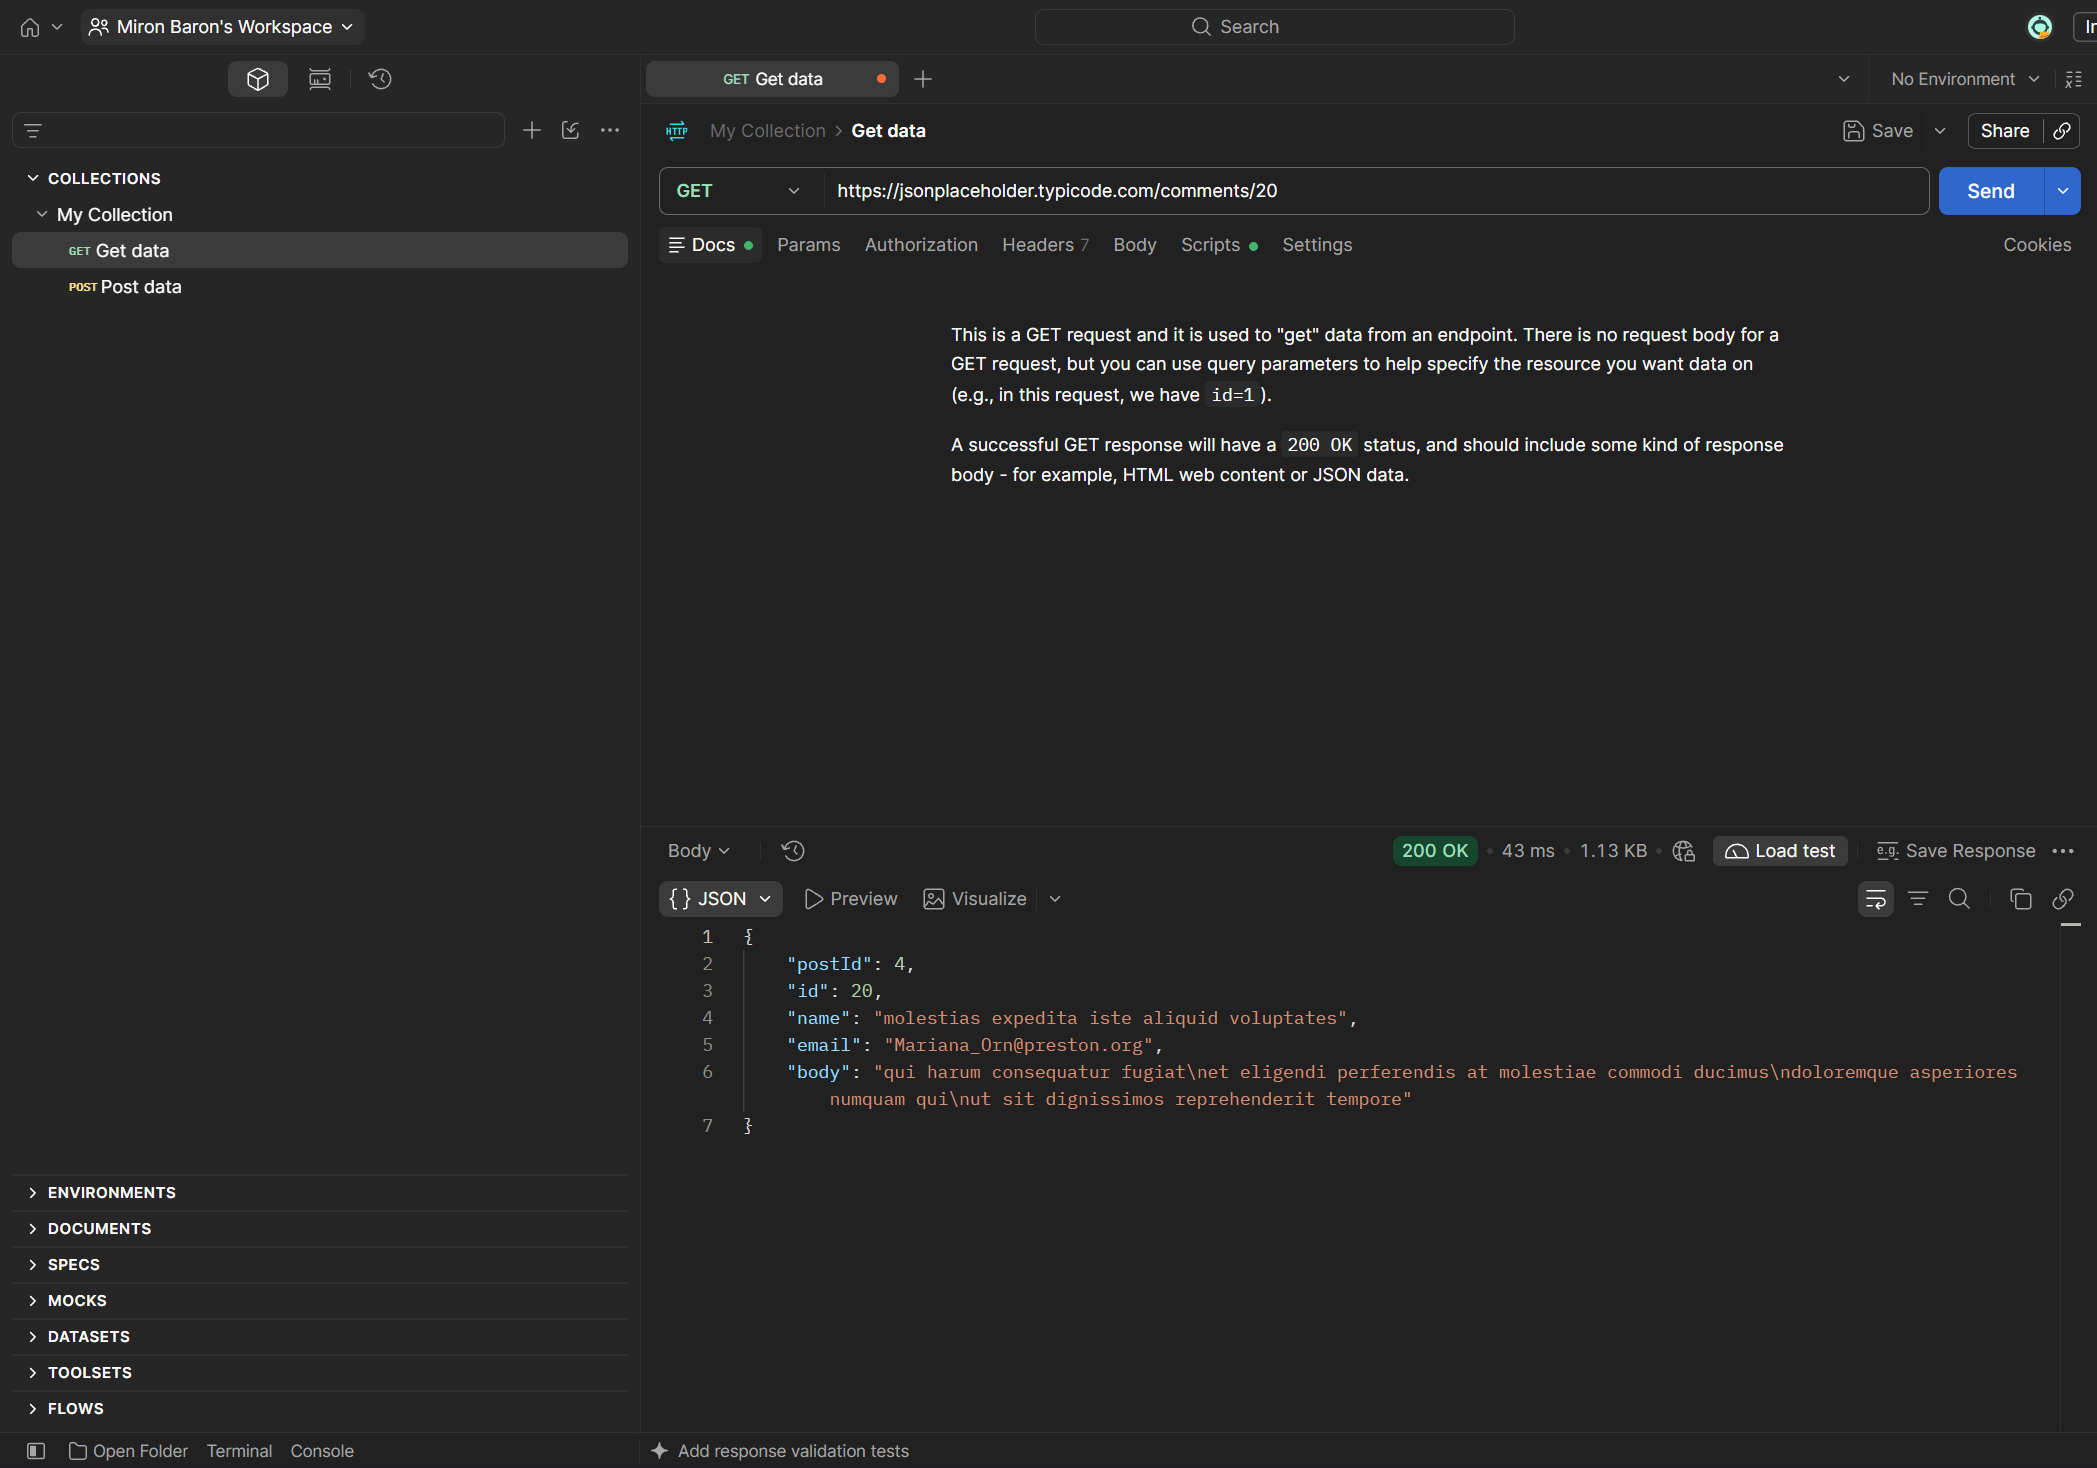 Miron Baron's Workspace
Search
GET Get data
No Environment
HTTP My Collection > Get data
Save
Share
COLLECTIONS
My Collection
GET Get data
POST Post data
GET https://jsonplaceholder.typicode.com/comments/20
Send
Docs Params Authorization Headers 7 Body Scripts Settings
Cookies
This is a GET request and it is used to "get" data from an endpoint. There is no request body for a
GET request, but you can use query parameters to help specify the resource you want data on
(e.g., in this request, we have id=1 ).
A successful GET response will have a 200 OK status, and should include some kind of response
body - for example, HTML web content or JSON data.
Body
200 OK • 43 ms • 1.13 KB •
Load test
e.g. Save Response
{} JSON Preview Visualize
1 {
2 "postId": 4,
3 "id": 20,
4 "name": "molestias expedita iste aliquid voluptates",
5 "email": "Mariana_Orn@preston.org",
6 "body": "qui harum consequatur fugiat\net eligendi perferendis at molestiae commodi ducimus\ndoloremque asperiores
numquam qui\nut sit dignissimos reprehenderit tempore"
7 }
ENVIRONMENTS
DOCUMENTS
SPECS
MOCKS
DATASETS
TOOLSETS
FLOWS
Open Folder Terminal Console
Add response validation tests